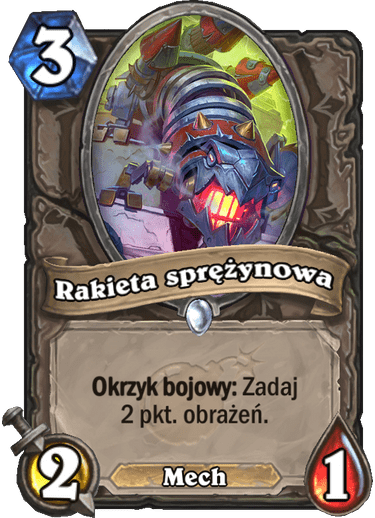 3
Rakieta sprężynowa
Okrzyk bojowy: Zadaj
2 pkt. obrażeń.
2
Mech
1